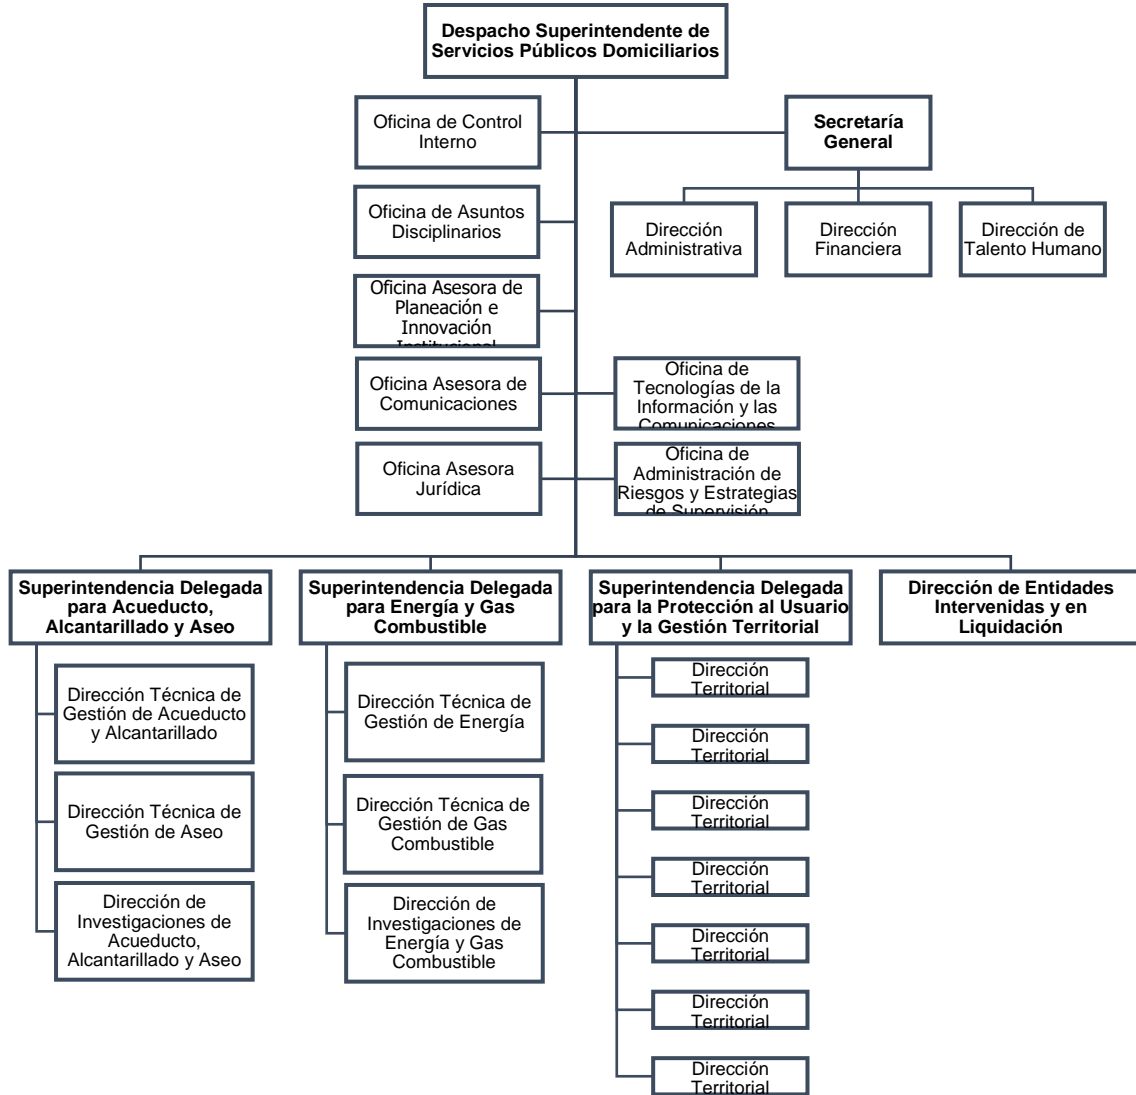 Despacho Superintendente de
Servicios Públicos Domiciliarios
Oficina de Control
Interno
Secretaría
General
Oficina de Asuntos
Disciplinarios
Dirección
Administrativa
Dirección
Financiera
Dirección de
Talento Humano
Oficina Asesora de
Planeación e
Innovación
Institucional
Oficina Asesora de
Comunicaciones
Oficina de
Tecnologías de la
Información y las
Comunicaciones
Oficina Asesora
Jurídica
Oficina de
Administración de
Riesgos y Estrategias
de Supervisión
Superintendencia Delegada
para Acueducto,
Alcantarillado y Aseo
Superintendencia Delegada
para Energía y Gas
Combustible
Superintendencia Delegada
para la Protección al Usuario
y la Gestión Territorial
Dirección de Entidades
Intervenidas y en
Liquidación
Dirección Técnica de
Gestión de Acueducto
y Alcantarillado
Dirección Técnica de
Gestión de Aseo
Dirección de
Investigaciones de
Acueducto,
Alcantarillado y Aseo
Dirección Técnica de
Gestión de Energía
Dirección Técnica de
Gestión de Gas
Combustible
Dirección de
Investigaciones de
Energía y Gas
Combustible
Dirección
Territorial
Dirección
Territorial
Dirección
Territorial
Dirección
Territorial
Dirección
Territorial
Dirección
Territorial
Dirección
Territorial